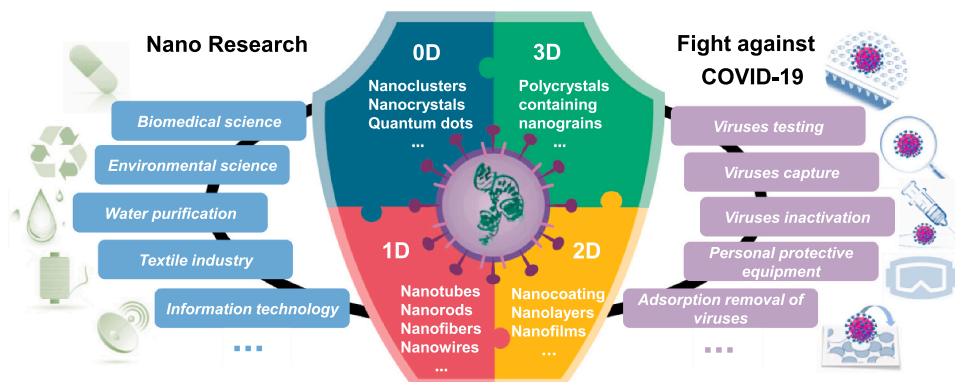 Nano Research
Biomedical science
Environmental science
Water purification
Textile industry
Information technology
...
0D
Nanoclusters
Nanocrystals
Quantum dots
...
3D
Polycrystals
containing
nanograins
...
1D
Nanotubes
Nanorods
Nanofibers
Nanowires
...
2D
Nanocoating
Nanolayers
Nanofilms
...
Fight against
COVID-19
Viruses testing
Viruses capture
Viruses inactivation
Personal protective
equipment
Adsorption removal of
viruses
...